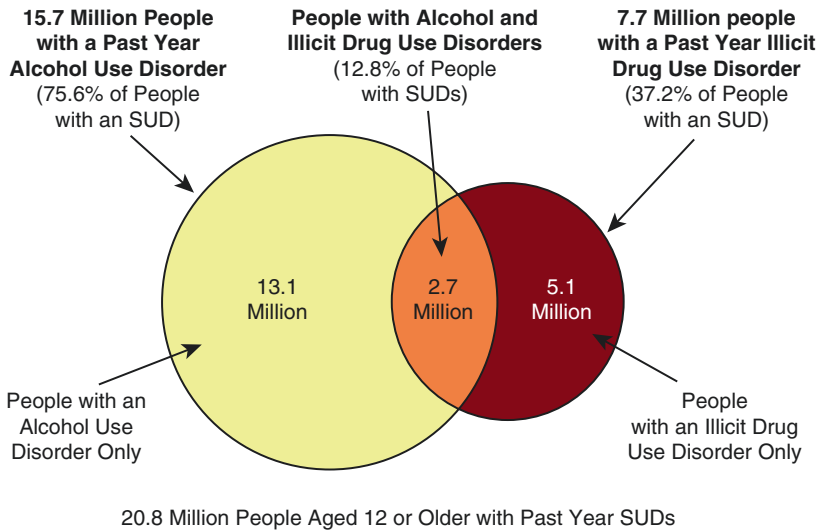 15.7 Million People
with a Past Year
Alcohol Use Disorder
(75.6% of People
with an SUD)
People with Alcohol and
Illicit Drug Use Disorders
(12.8% of People
with SUDs)
7.7 Million people
with a Past Year Illicit
Drug Use Disorder
(37.2% of People
with an SUD)
13.1
Million
2.7
Million
5.1
Million
People with an
Alcohol Use
Disorder Only
People
with an Illicit Drug
Use Disorder Only
20.8 Million People Aged 12 or Older with Past Year SUDs